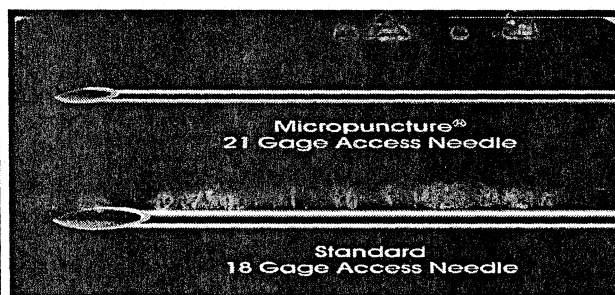 Micropuncture®
21 Gage Access Needle
Standard
18 Gage Access Needle